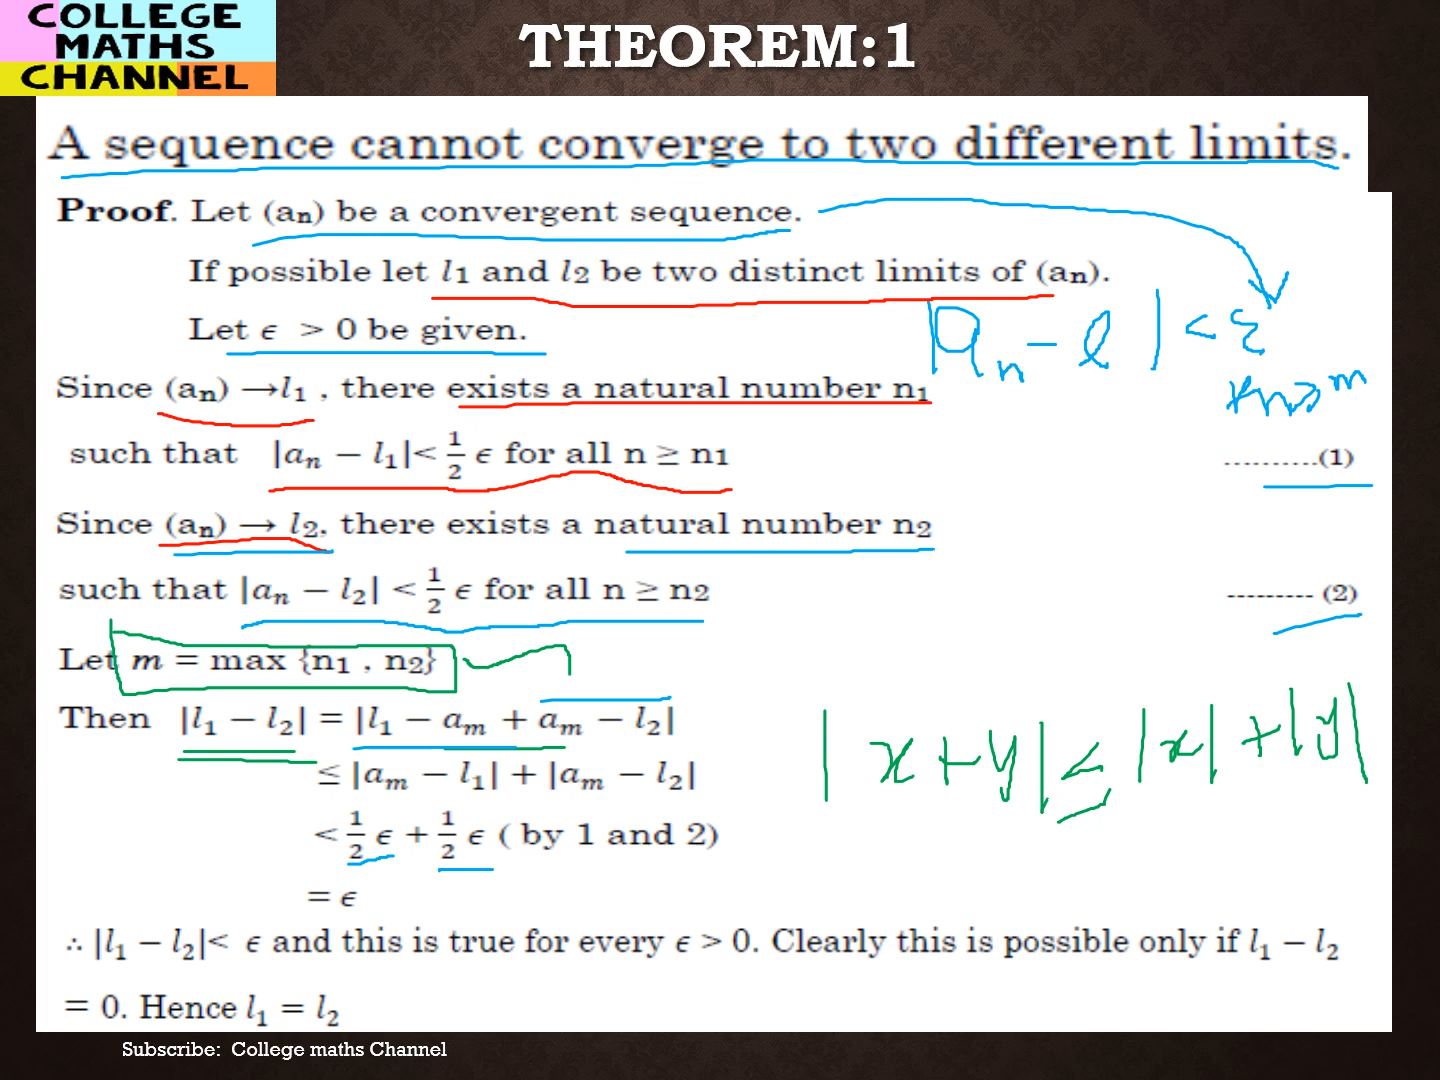 COLLEGE
MATHS
CHANNEL
THEOREM:1
A sequence cannot converge to two different limits.
Proof. Let (aₙ) be a convergent sequence.
If possible let l₁ and l₂ be two distinct limits of (aₙ).
Let ϵ > 0 be given.
|aₙ - l| < ε
∀n ≥ m
Since (aₙ) →l₁ , there exists a natural number n₁
such that |aₙ − l₁|< 1/2 ϵ for all n ≥ n₁ ..........(1)
Since (aₙ) → l₂, there exists a natural number n₂
such that |aₙ − l₂| < 1/2 ϵ for all n ≥ n₂ --------- (2)
Let m = max {n₁ , n₂}
Then |l₁ − l₂| = |l₁ − aₘ + aₘ − l₂|
≤ |aₘ − l₁| + |aₘ − l₂|
|x+y| ≤ |x| + |y|
< 1/2 ϵ + 1/2 ϵ ( by 1 and 2)
= ϵ
∴ |l₁ − l₂|< ϵ and this is true for every ϵ > 0. Clearly this is possible only if l₁ − l₂
= 0. Hence l₁ = l₂
Subscribe: College maths Channel